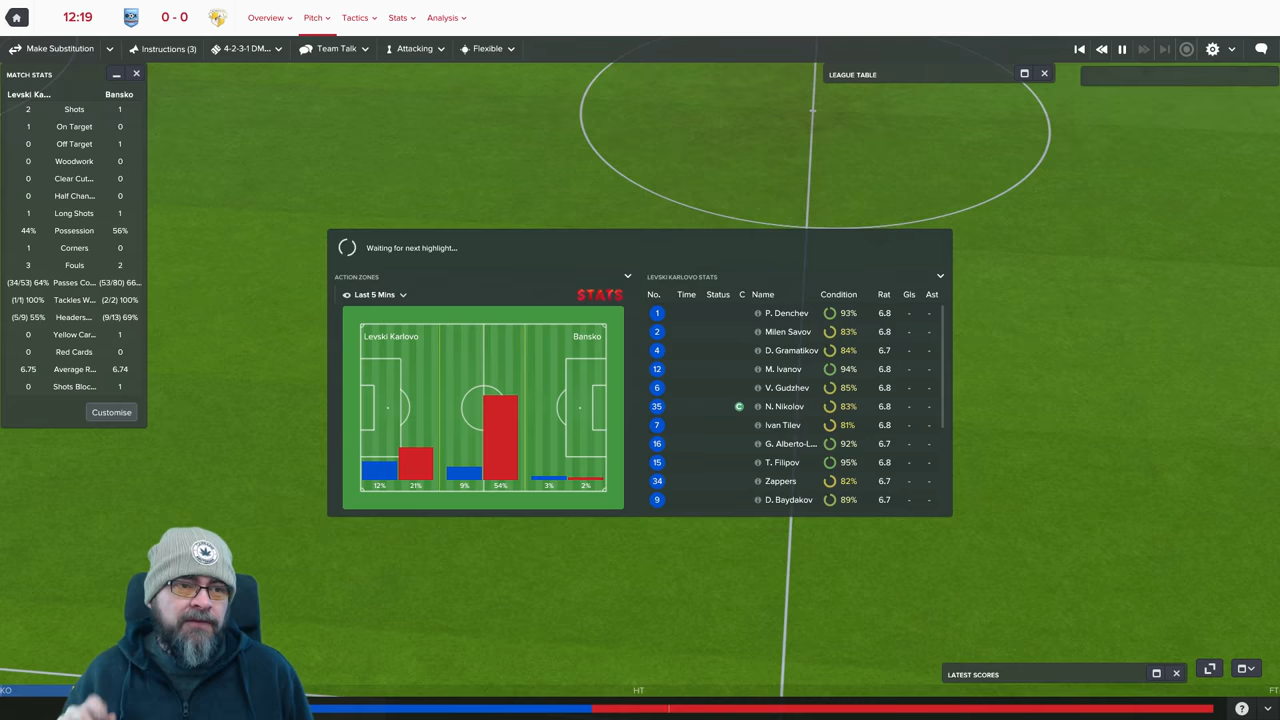 12:19 0 - 0 Overview Pitch Tactics Stats Analysis
Make Substitution Instructions (3) 4-2-3-1 DM... Team Talk Attacking Flexible
MATCH STATS
Levski Ka... Bansko
2 Shots 1
1 On Target 0
0 Off Target 1
0 Woodwork 0
0 Clear Cut... 0
0 Half Chan... 0
1 Long Shots 1
44% Possession 56%
1 Corners 0
3 Fouls 2
(34/53) 64% Passes Co... (53/80) 66...
(1/1) 100% Tackles W... (2/2) 100%
(5/9) 55% Headers... (9/13) 69%
0 Yellow Car... 1
0 Red Cards 0
6.75 Average R... 6.74
0 Shots Bloc... 1
Customise
LEAGUE TABLE
Waiting for next highlight...
ACTION ZONES
Last 5 Mins STATS
Levski Karlovo Bansko
12% 21% 9% 54% 3% 2%
LEVSKI KARLOVO STATS
No. Time Status C Name Condition Rat Gls Ast
1 P. Denchev 93% 6.8 - -
2 Milen Savov 83% 6.8 - -
4 D. Gramatikov 84% 6.7 - -
12 M. Ivanov 94% 6.8 - -
6 V. Gudzhev 85% 6.8 - -
35 C N. Nikolov 83% 6.8 - -
7 Ivan Tilev 81% 6.8 - -
16 G. Alberto-L... 92% 6.7 - -
15 T. Filipov 95% 6.8 - -
34 Zappers 82% 6.7 - -
9 D. Baydakov 89% 6.7 - -
LATEST SCORES
KO HT FT
?